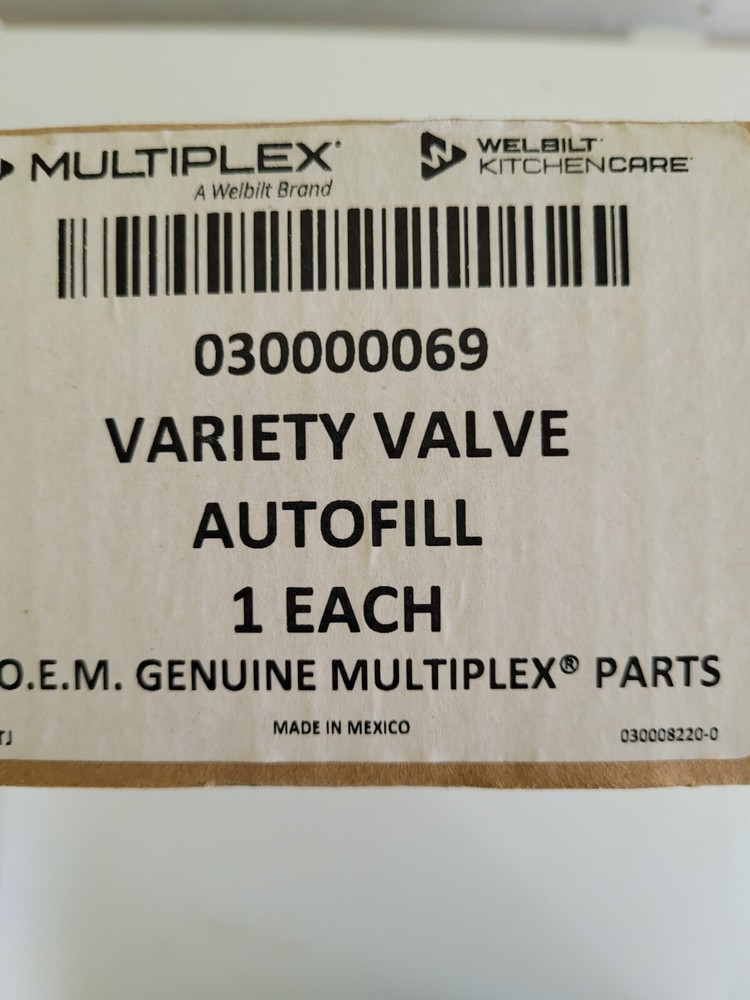 MULTIPLEX®
A Welbilt Brand
WELBILT®
KITCHENCARE®
030000069
VARIETY VALVE
AUTOFILL
1 EACH
O.E.M. GENUINE MULTIPLEX® PARTS
TJ
MADE IN MEXICO
030008220-0